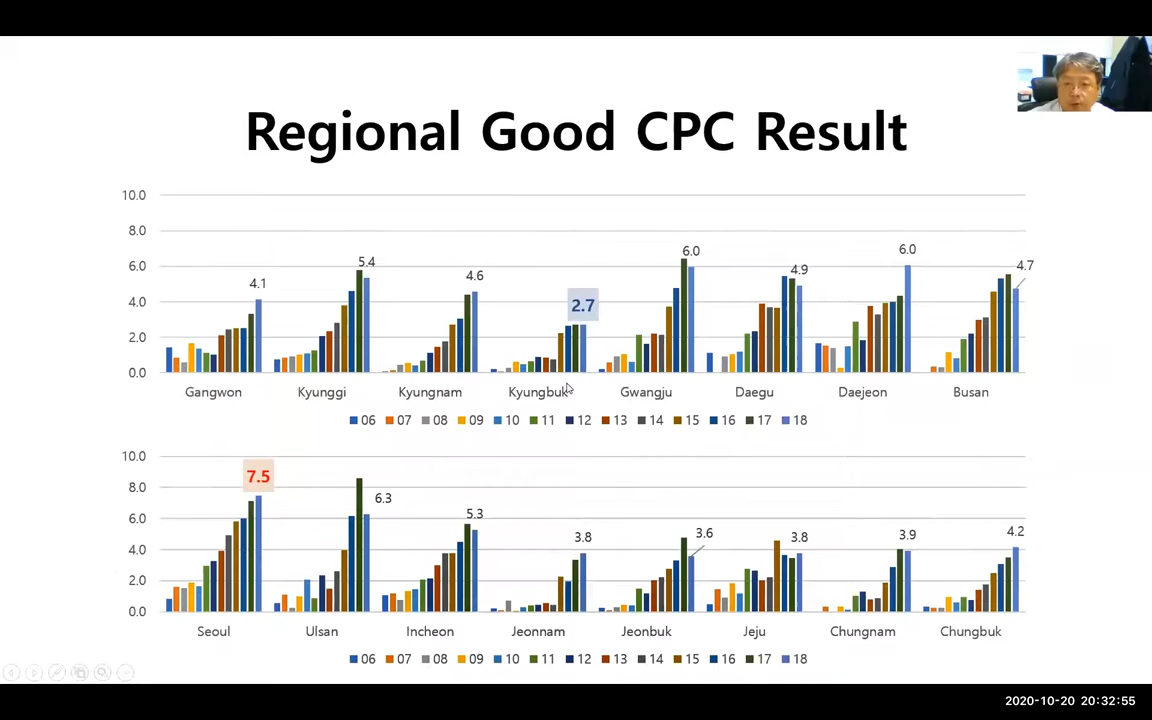 Regional Good CPC Result
10.0
8.0
6.0
4.0
2.0
0.0
4.1 5.4 4.6 2.7 6.0 4.9 6.0 4.7
Gangwon Kyunggi Kyungnam Kyungbuk Gwangju Daegu Daejeon Busan
06 07 08 09 10 11 12 13 14 15 16 17 18
10.0
8.0
6.0
4.0
2.0
0.0
7.5 6.3 5.3 3.8 3.6 3.8 3.9 4.2
Seoul Ulsan Incheon Jeonnam Jeonbuk Jeju Chungnam Chungbuk
06 07 08 09 10 11 12 13 14 15 16 17 18
2020-10-20 20:32:55